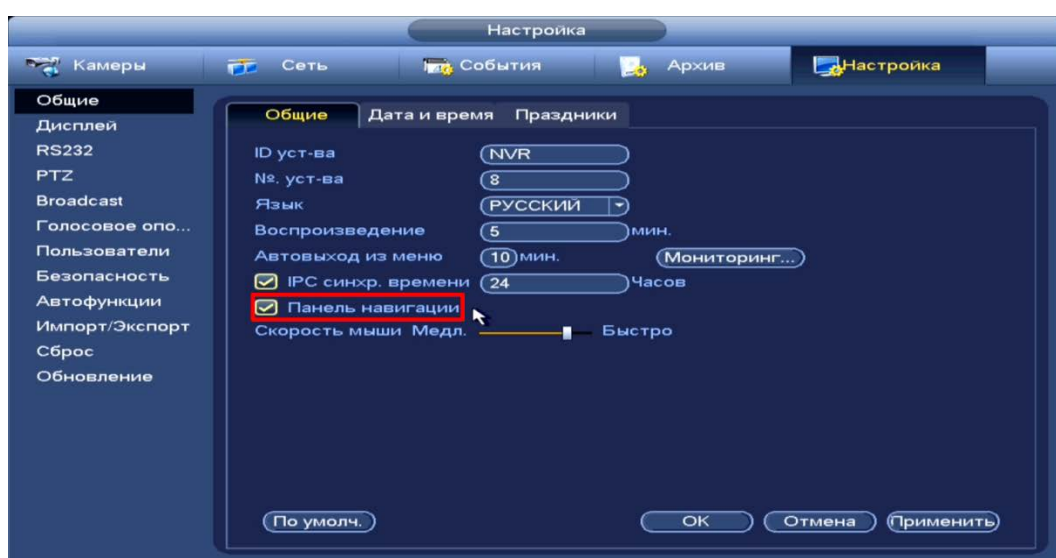 Настройка
Камеры Сеть События Архив Настройка
Общие
Дисплей
RS232
PTZ
Broadcast
Голосовое опо...
Пользователи
Безопасность
Автофункции
Импорт/Экспорт
Сброс
Обновление
Общие Дата и время Праздники
ID уст-ва NVR
№. уст-ва 8
Язык РУССКИЙ
Воспроизведение 5 мин.
Автовыход из меню 10 мин. Мониторинг...
IPC синхр. времени 24 Часов
Панель навигации
Скорость мыши Медл. Быстро
По умолч. ОК Отмена Применить